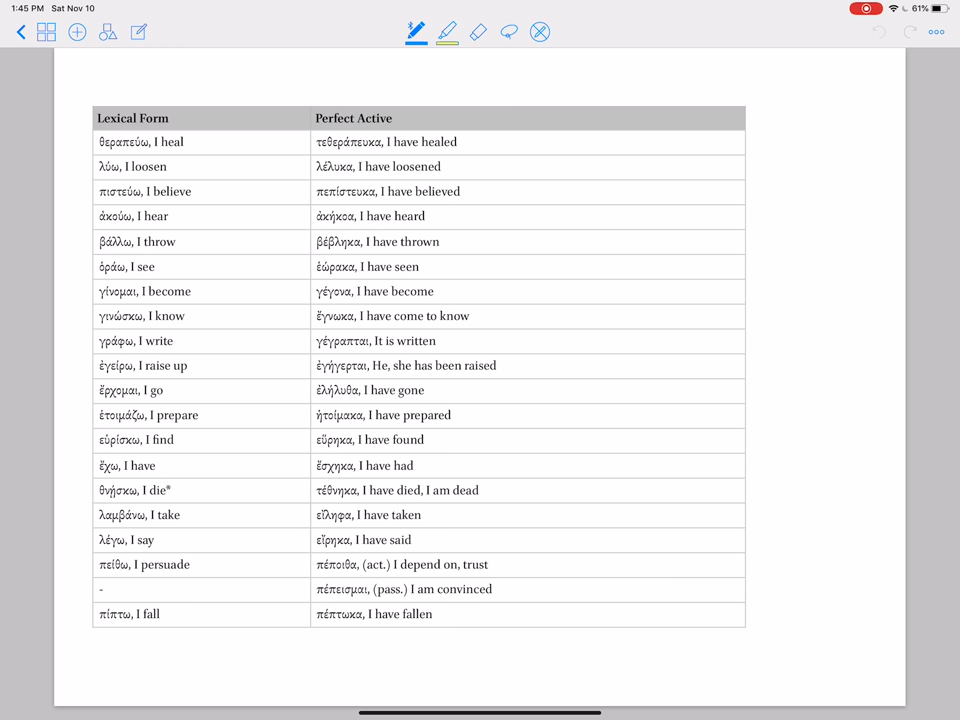 1:45 PM Sat Nov 10 61%
Lexical Form Perfect Active
θεραπεύω, I heal τεθεράπευκα, I have healed
λύω, I loosen λέλυκα, I have loosened
πιστεύω, I believe πεπίστευκα, I have believed
ἀκούω, I hear ἀκήκοα, I have heard
βάλλω, I throw βέβληκα, I have thrown
ὁράω, I see ἑώρακα, I have seen
γίνομαι, I become γέγονα, I have become
γινώσκω, I know ἔγνωκα, I have come to know
γράφω, I write γέγραπται, It is written
ἐγείρω, I raise up ἐγήγερται, He, she has been raised
ἔρχομαι, I go ἐλήλυθα, I have gone
ἑτοιμάζω, I prepare ἡτοίμακα, I have prepared
εὑρίσκω, I find εὕρηκα, I have found
ἔχω, I have ἔσχηκα, I have had
θνῄσκω, I die* τέθνηκα, I have died, I am dead
λαμβάνω, I take εἴληφα, I have taken
λέγω, I say εἴρηκα, I have said
πείθω, I persuade πέποιθα, (act.) I depend on, trust
- πέπεισμαι, (pass.) I am convinced
πίπτω, I fall πέπτωκα, I have fallen